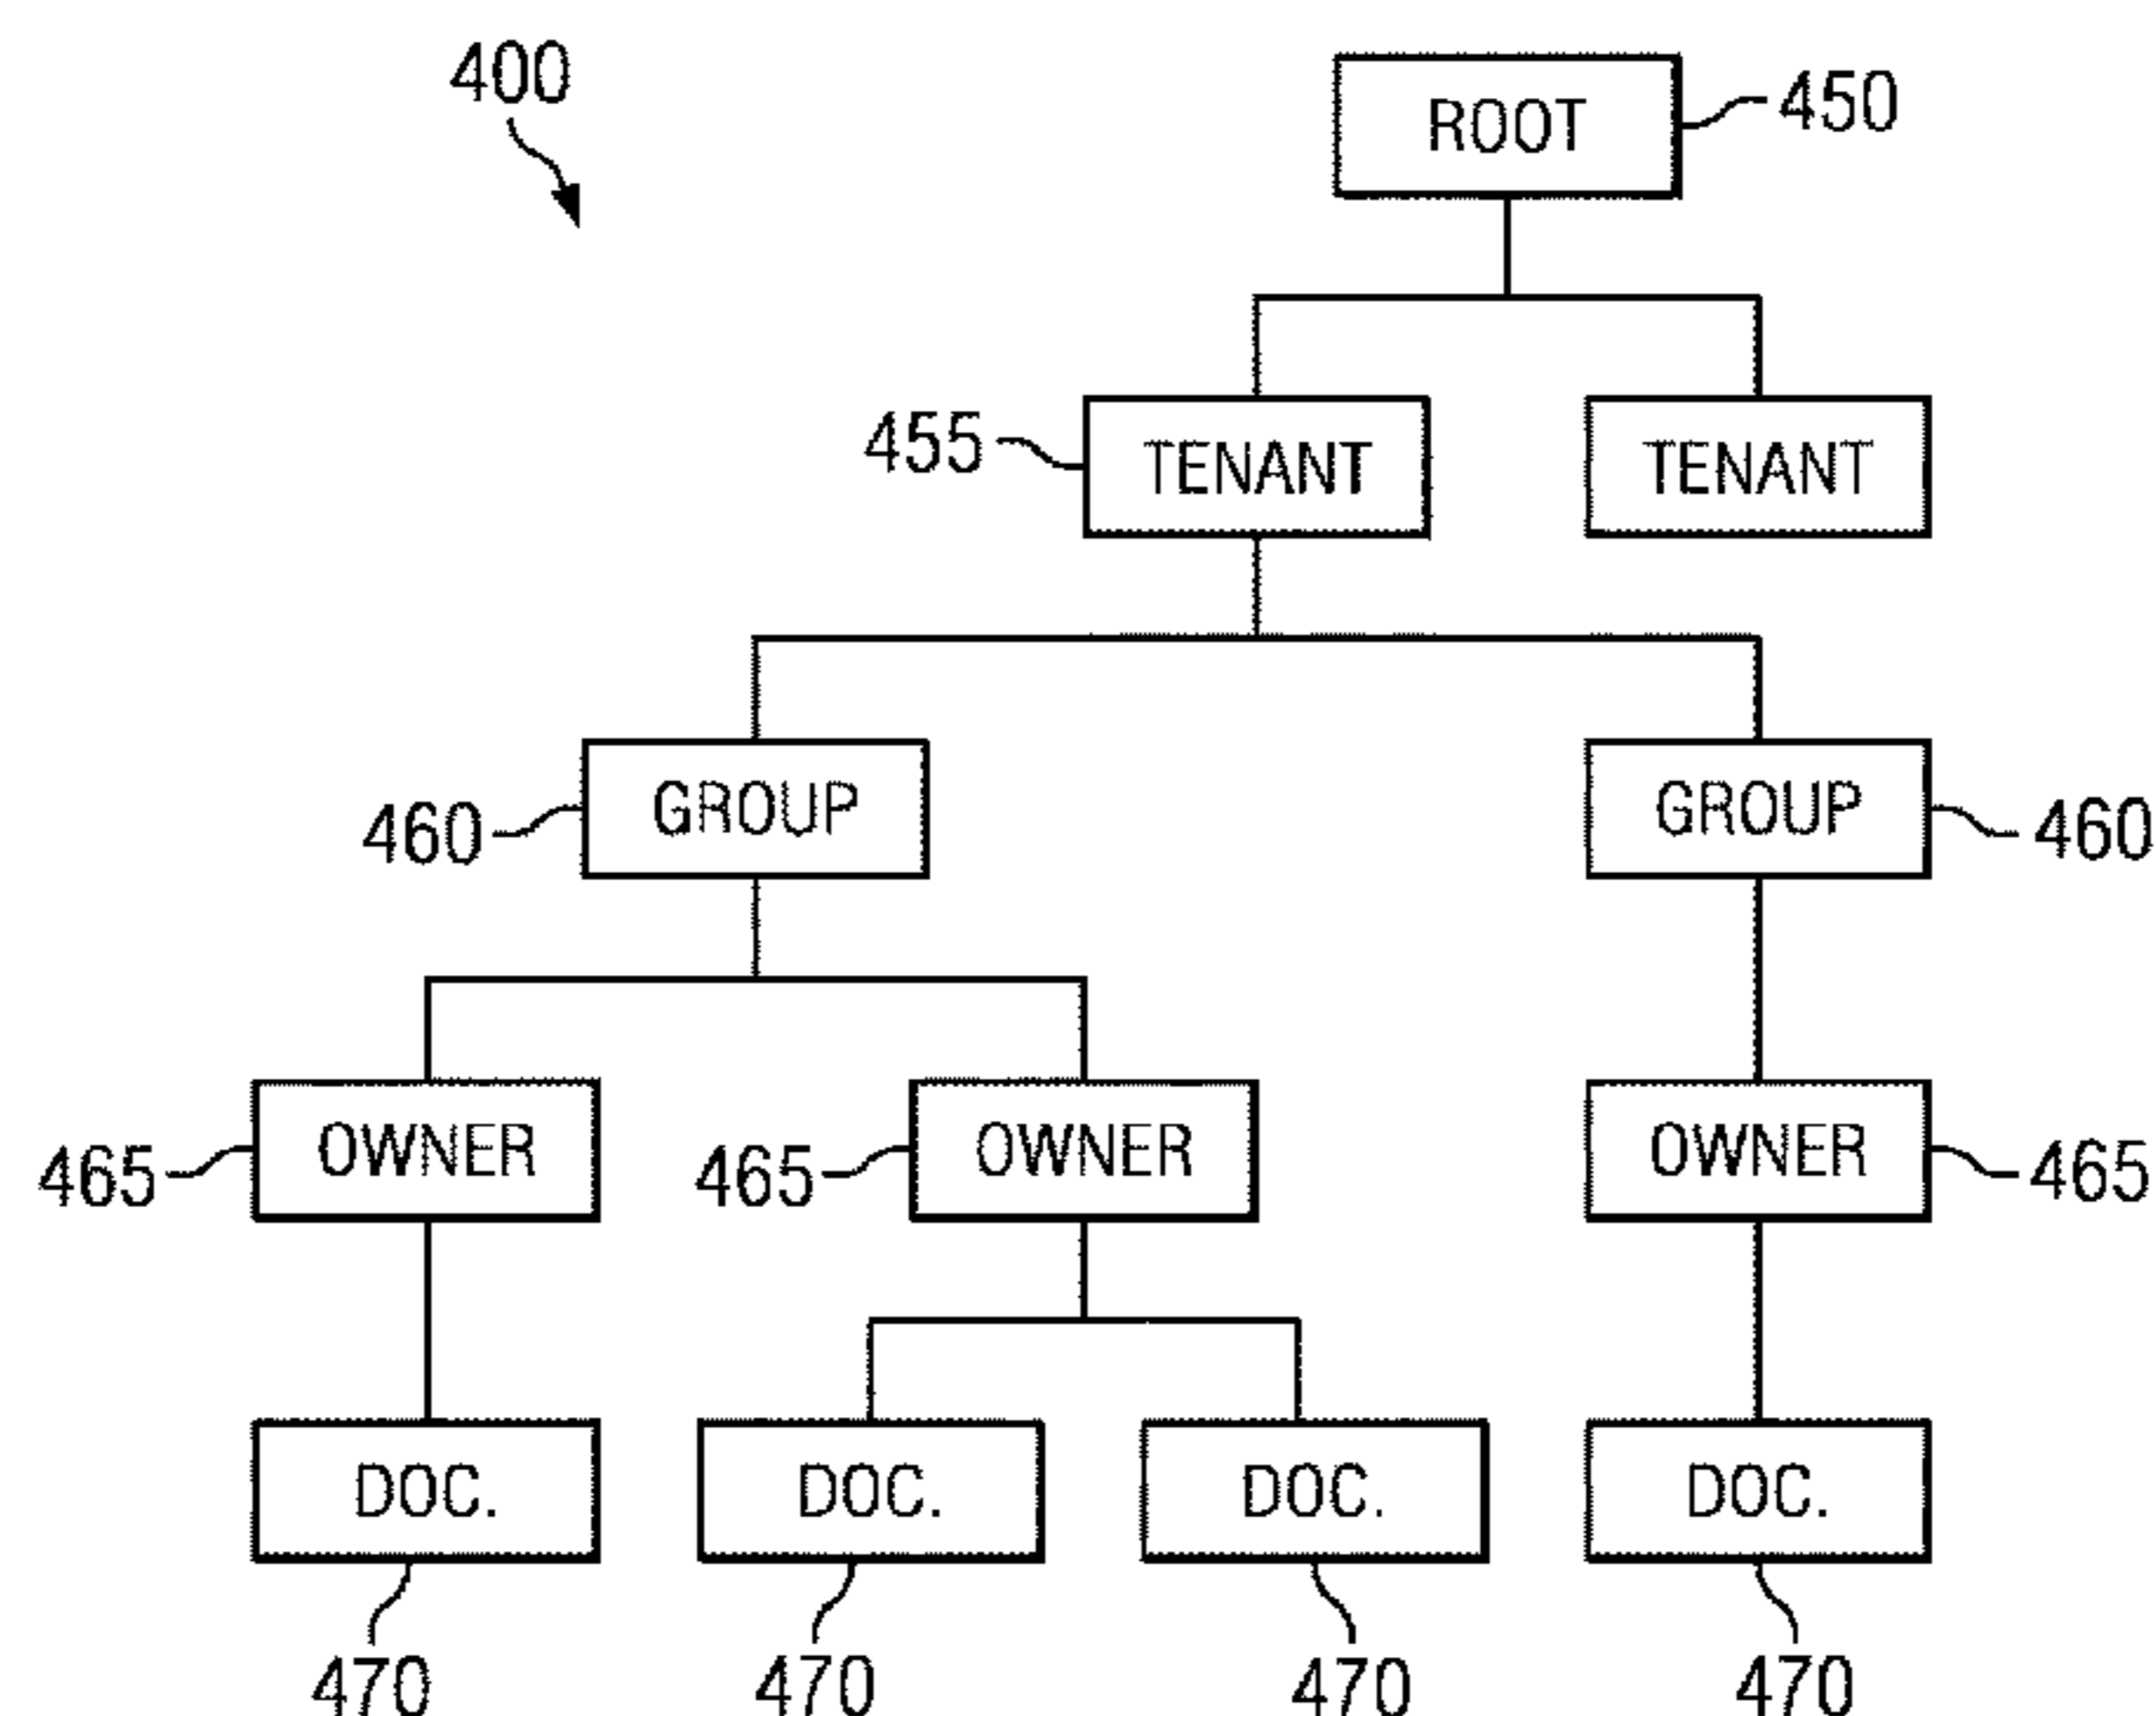 400
ROOT 450
455 TENANT TENANT
460 GROUP GROUP 460
465 OWNER 465 OWNER OWNER 465
DOC. DOC. DOC. DOC.
470 470 470 470